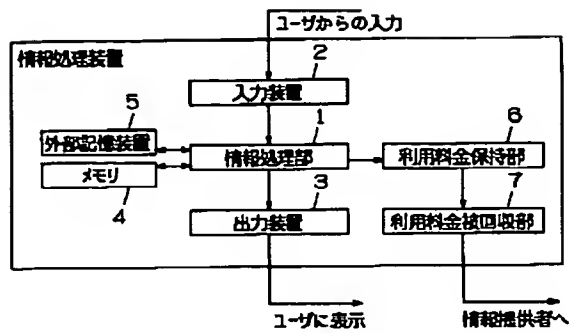 ユーザからの入力
情報処理装置
2
入力装置
5
1
6
外部記憶装置
情報処理部
利用料金保持部
メモリ
4
3
7
出力装置
利用料金被回収部
ユーザに表示
情報提供者へ